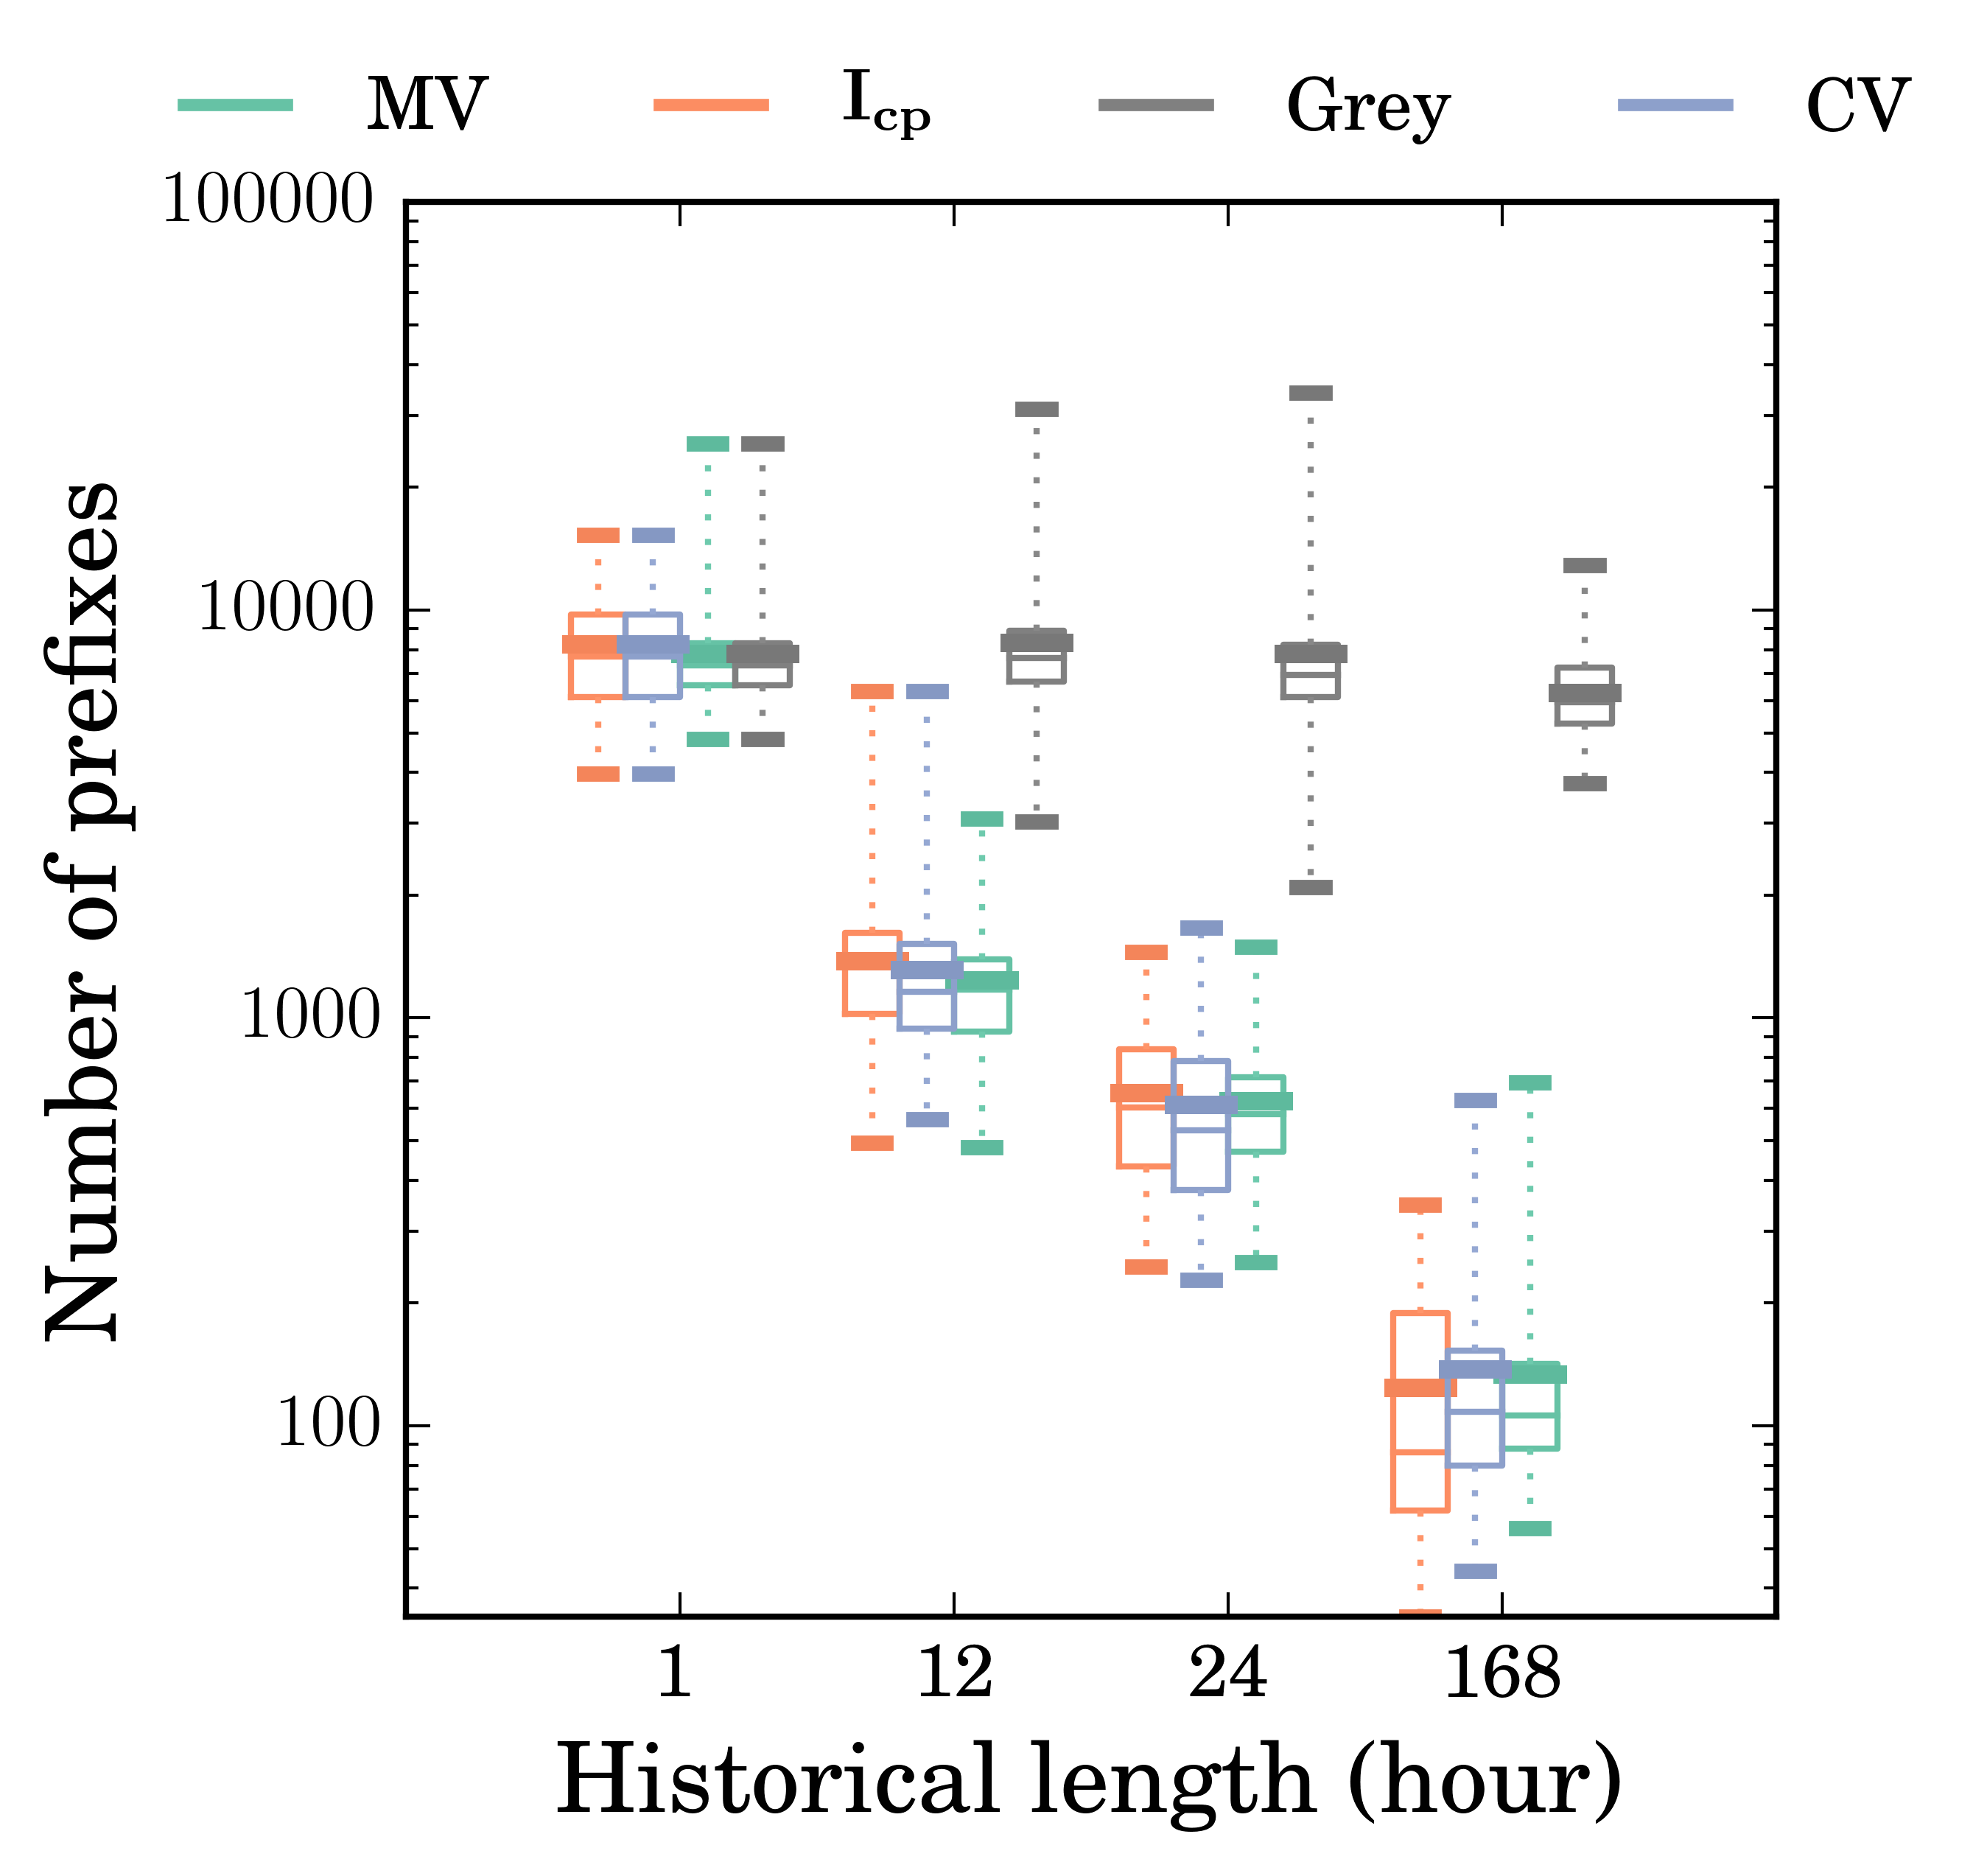 MV I_cp Grey CV
100000
10000
1000
100
Number of prefixes
1 12 24 168
Historical length (hour)